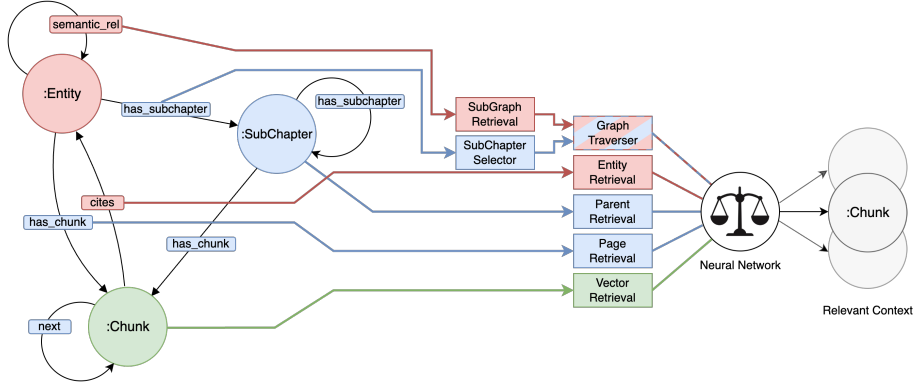 semantic_rel
:Entity
has_subchapter
has_subchapter
:SubChapter
SubGraph
Retrieval
SubChapter
Selector
Graph
Traverser
Entity
Retrieval
cites
has_chunk
Parent
Retrieval
has_chunk
Page
Retrieval
Vector
Retrieval
Neural Network
:Chunk
Relevant Context
next
:Chunk